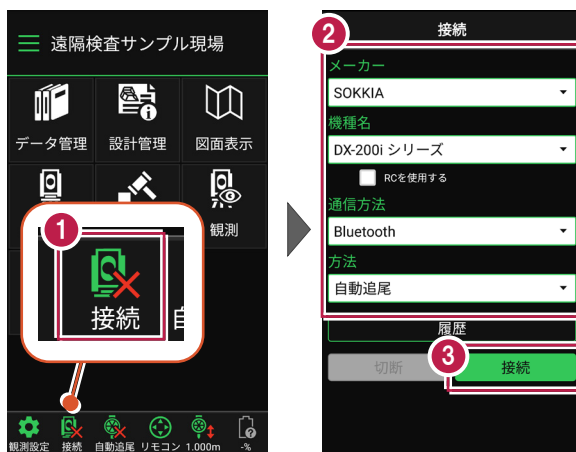 遠隔検査サンプル現場
データ管理
設計管理
図面表示
観測
1
接続
観測設定
接続
自動追尾
リモコン
1.000m
-%
2
接続
メーカー
SOKKIA
機種名
DX-200i シリーズ
RCを使用する
通信方法
Bluetooth
方法
自動追尾
履歴
切断
3
接続